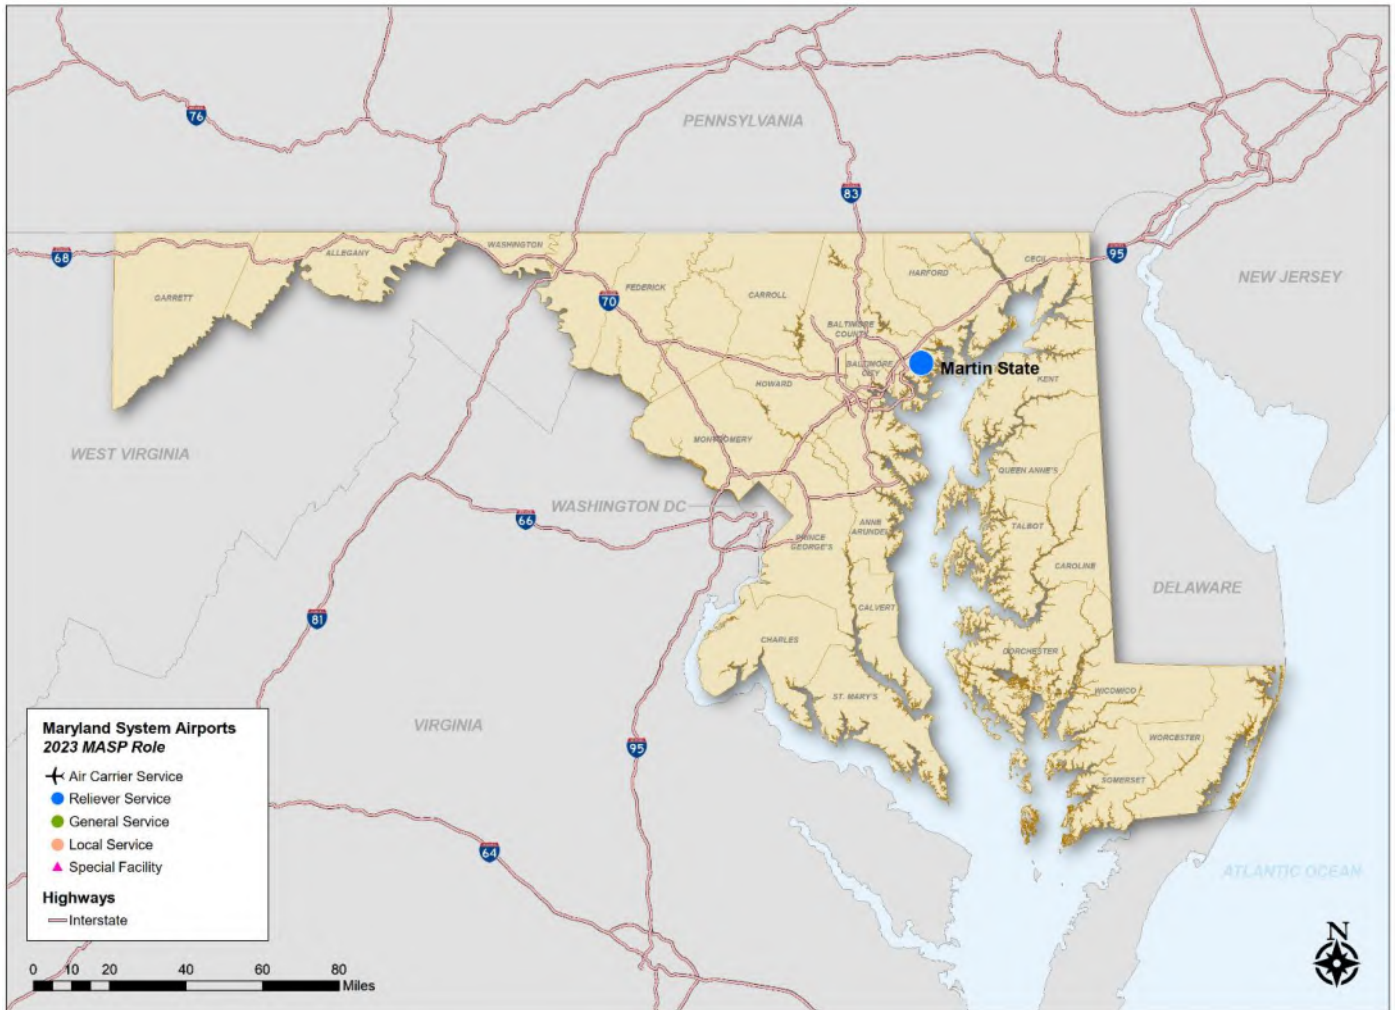 76
PENNSYLVANIA
83
68
ALLEGANY
WASHINGTON
95
GARRETT
70
FEDERICK
CARROLL
HARFORD
CECIL
NEW JERSEY
BALTIMORE
COUNTY
BALTIMORE
CITY
Martin State
KENT
HOWARD
WEST VIRGINIA
MONTGOMERY
QUEEN ANNE'S
WASHINGTON DC
66
ANNE
ARUNDEL
TALBOT
PRINCE
GEORGE'S
CAROLINE
DELAWARE
81
CALVERT
CHARLES
DORCHESTER
ST. MARY'S
WICOMICO
VIRGINIA
95
WORCESTER
SOMERSET
64
ATLANTIC OCEAN
Maryland System Airports
2023 MASP Role
Air Carrier Service
Reliever Service
General Service
Local Service
Special Facility
Highways
Interstate
0 10 20 40 60 80
Miles
N